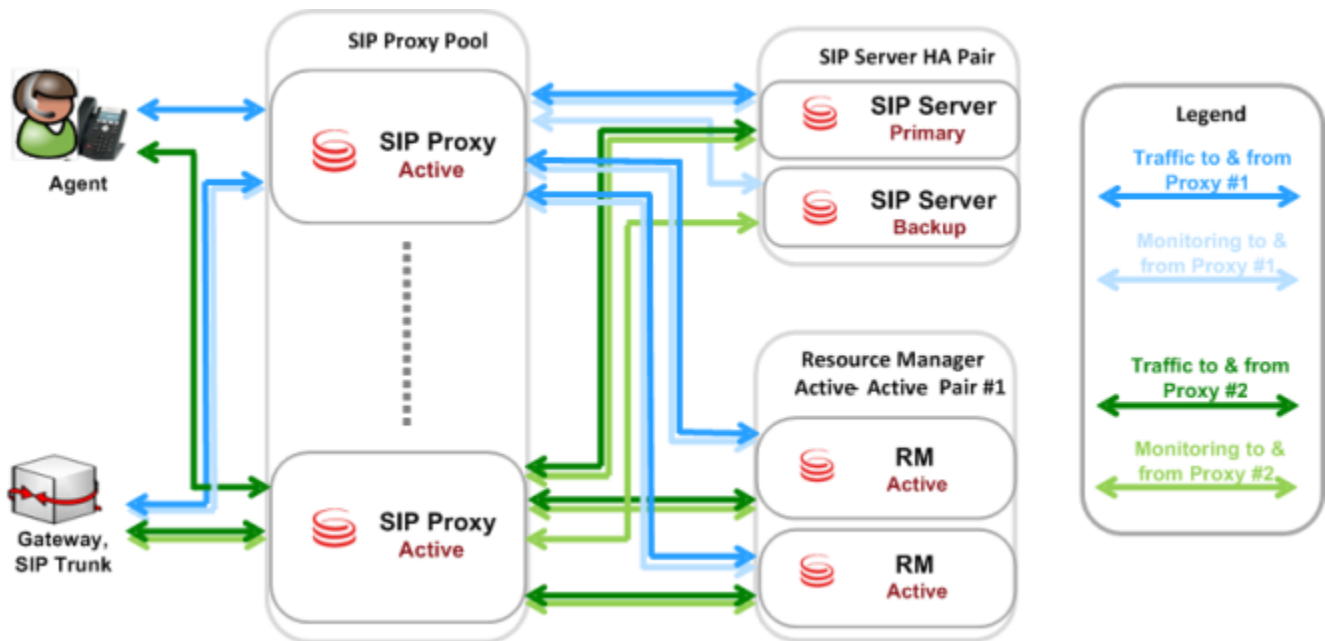 SIP Proxy Pool
SIP Proxy
Active
SIP Proxy
Active
Agent
Gateway,
SIP Trunk
SIP Server HA Pair
SIP Server
Primary
SIP Server
Backup
Resource Manager
Active- Active Pair #1
RM
Active
RM
Active
Legend
Traffic to & from
Proxy #1
Monitoring to &
from Proxy #1
Traffic to & from
Proxy #2
Monitoring to &
from Proxy #2